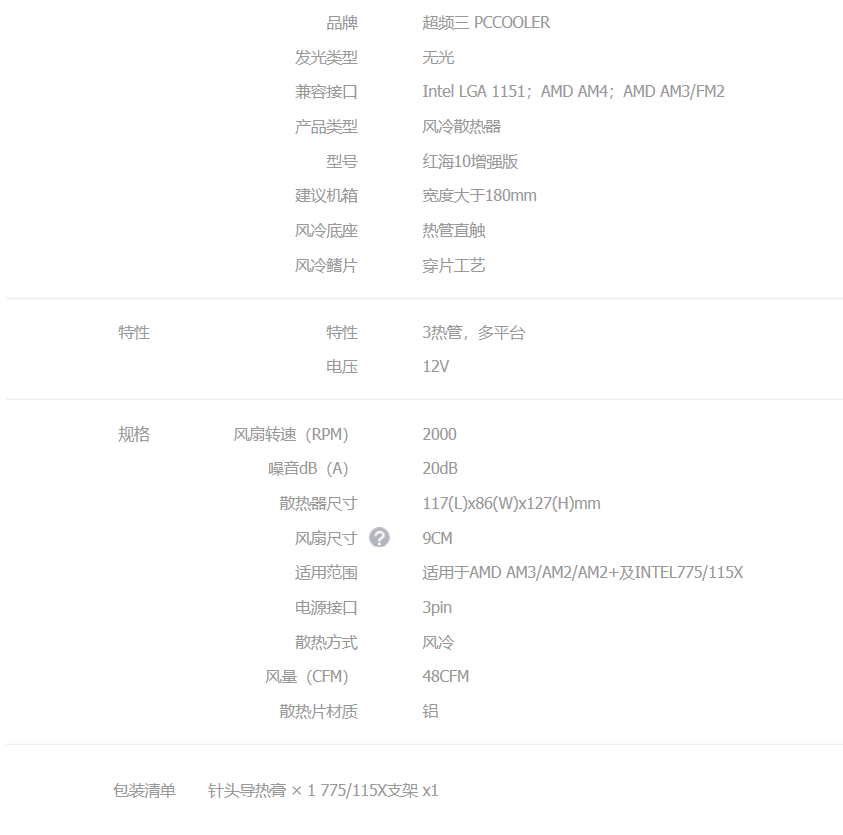 品牌 超频三 PCCOOLER
发光类型 无光
兼容接口 Intel LGA 1151；AMD AM4；AMD AM3/FM2
产品类型 风冷散热器
型号 红海10增强版
建议机箱 宽度大于180mm
风冷底座 热管直触
风冷鳍片 穿片工艺
特性 特性 3热管，多平台
电压 12V
规格 风扇转速（RPM） 2000
噪音dB（A） 20dB
散热器尺寸 117(L)x86(W)x127(H)mm
风扇尺寸 ? 9CM
适用范围 适用于AMD AM3/AM2/AM2+及INTEL775/115X
电源接口 3pin
散热方式 风冷
风量（CFM） 48CFM
散热片材质 铝
包装清单 针头导热膏 × 1 775/115X支架 x1